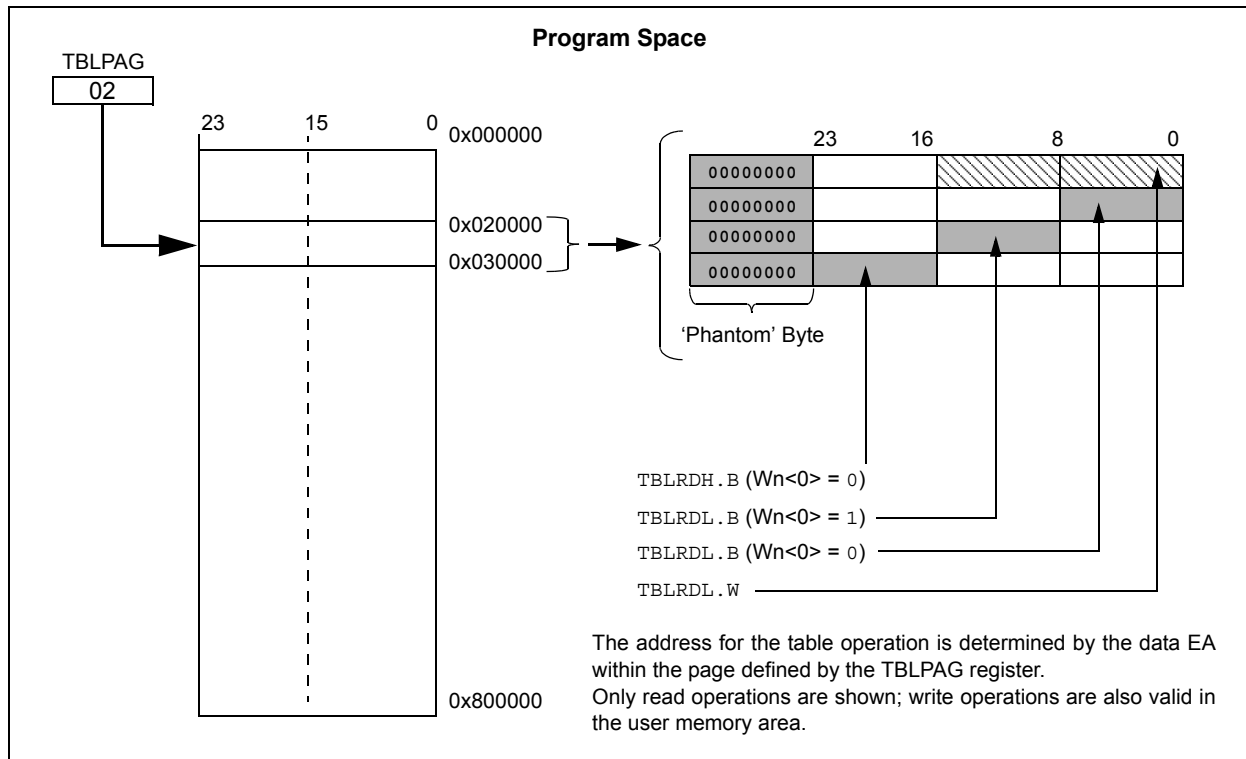 Program Space
TBLPAG
02
23 15 0
0x000000
0x020000
0x030000
0x800000
23 16 8 0
00000000
00000000
00000000
00000000
‘Phantom’ Byte
TBLRDH.B (Wn<0> = 0)
TBLRDL.B (Wn<0> = 1)
TBLRDL.B (Wn<0> = 0)
TBLRDL.W
The address for the table operation is determined by the data EA
within the page defined by the TBLPAG register.
Only read operations are shown; write operations are also valid in
the user memory area.